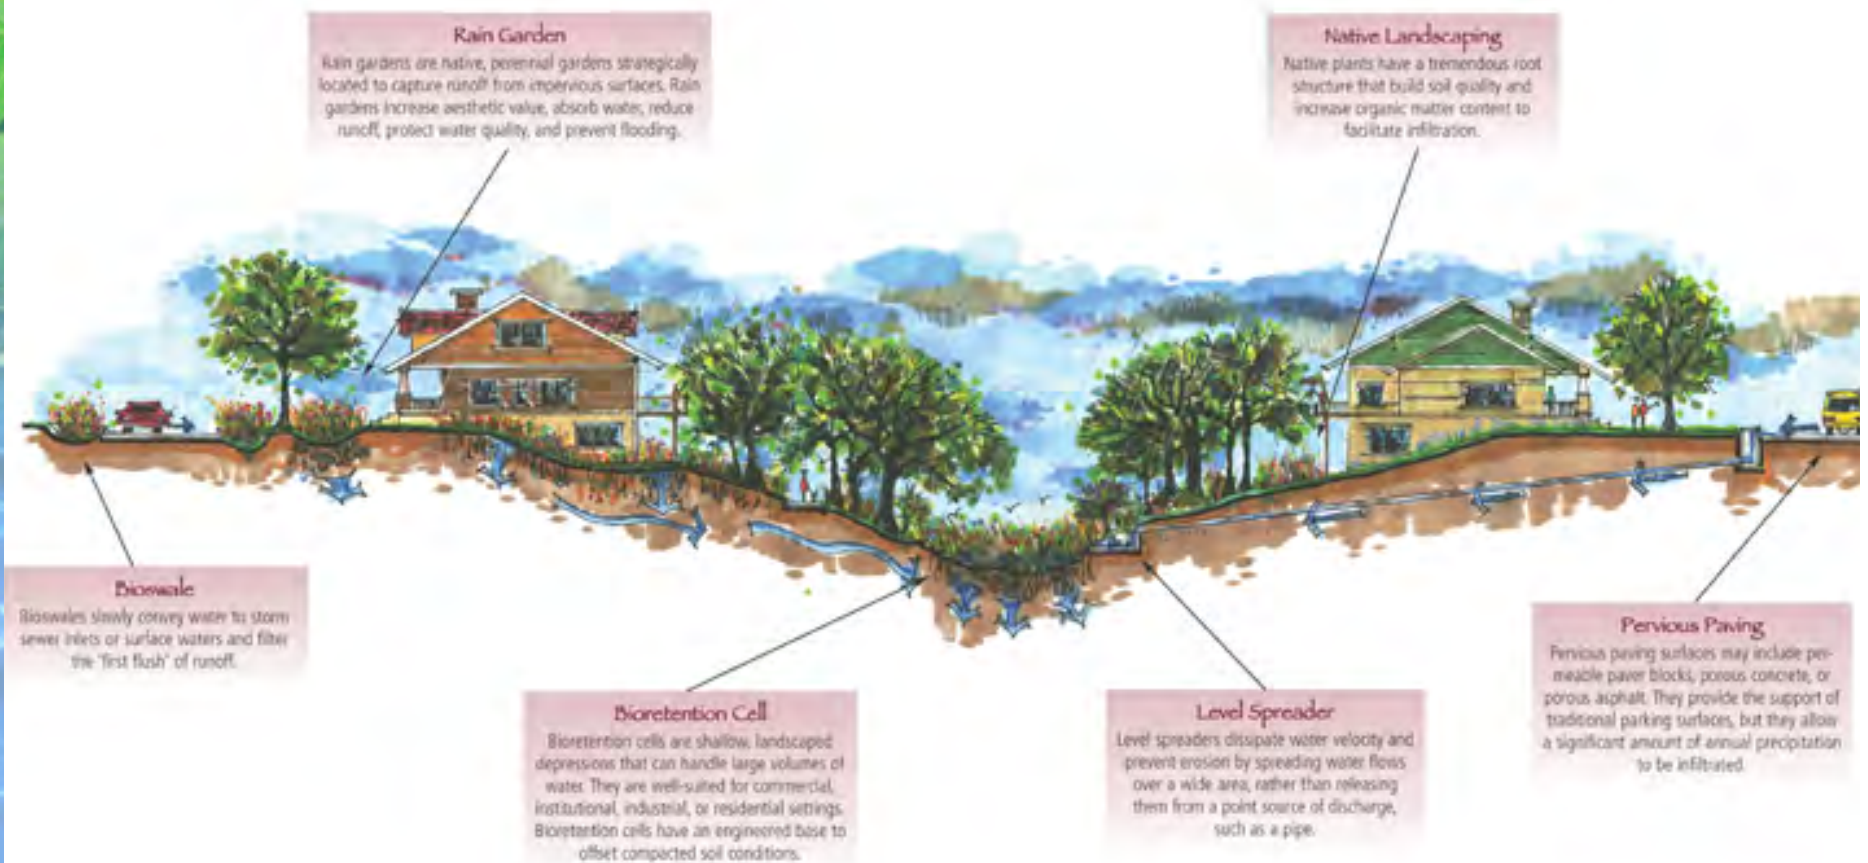 Rain Garden
Rain gardens are native, perennial gardens strategically
located to capture runoff from impervious surfaces. Rain
gardens increase aesthetic value, absorb water, reduce
runoff, protect water quality, and prevent flooding.
Native Landscaping
Native plants have a tremendous root
structure that build soil quality and
increase organic matter content to
facilitate infiltration.
Bioswale
Bioswales slowly convey water to storm
sewer inlets or surface waters and filter
the "first flush" of runoff.
Bioretention Cell
Bioretention cells are shallow, landscaped
depressions that can handle large volumes of
water. They are well-suited for commercial,
institutional, industrial, or residential settings.
Bioretention cells have an engineered base to
offset compacted soil conditions.
Level Spreader
Level spreaders dissipate water velocity and
prevent erosion by spreading water flows
over a wide area, rather than releasing
them from a point source of discharge,
such as a pipe.
Pervious Paving
Pervious paving surfaces may include per-
meable paver blocks, porous concrete, or
porous asphalt. They provide the support of
traditional parking surfaces, but they allow
a significant amount of annual precipitation
to be infiltrated.